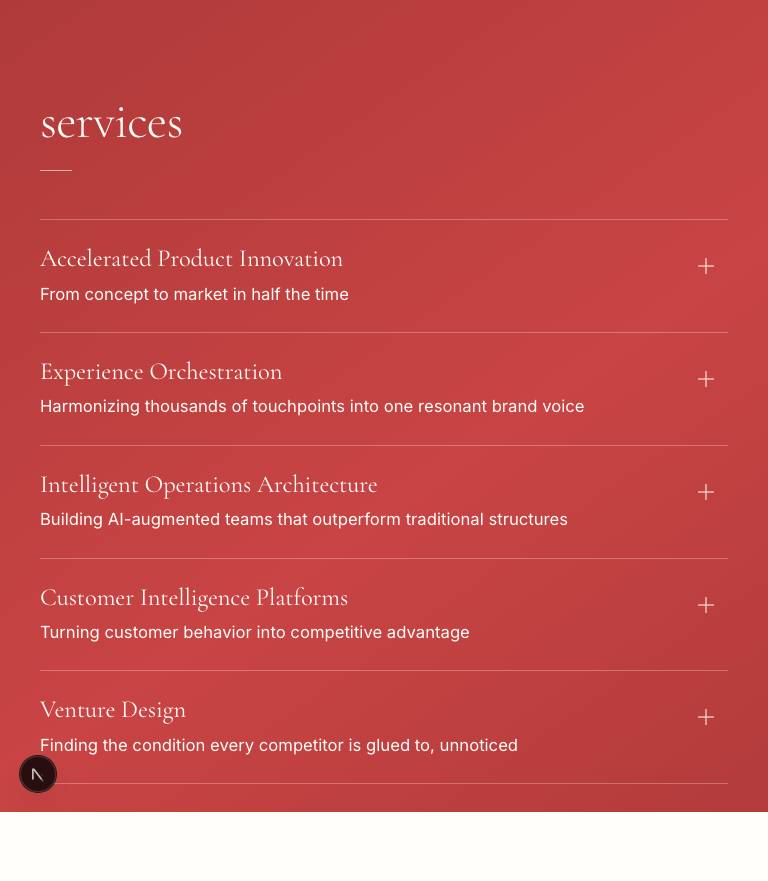 services
Accelerated Product Innovation
From concept to market in half the time
Experience Orchestration
Harmonizing thousands of touchpoints into one resonant brand voice
Intelligent Operations Architecture
Building AI-augmented teams that outperform traditional structures
Customer Intelligence Platforms
Turning customer behavior into competitive advantage
Venture Design
Finding the condition every competitor is glued to, unnoticed